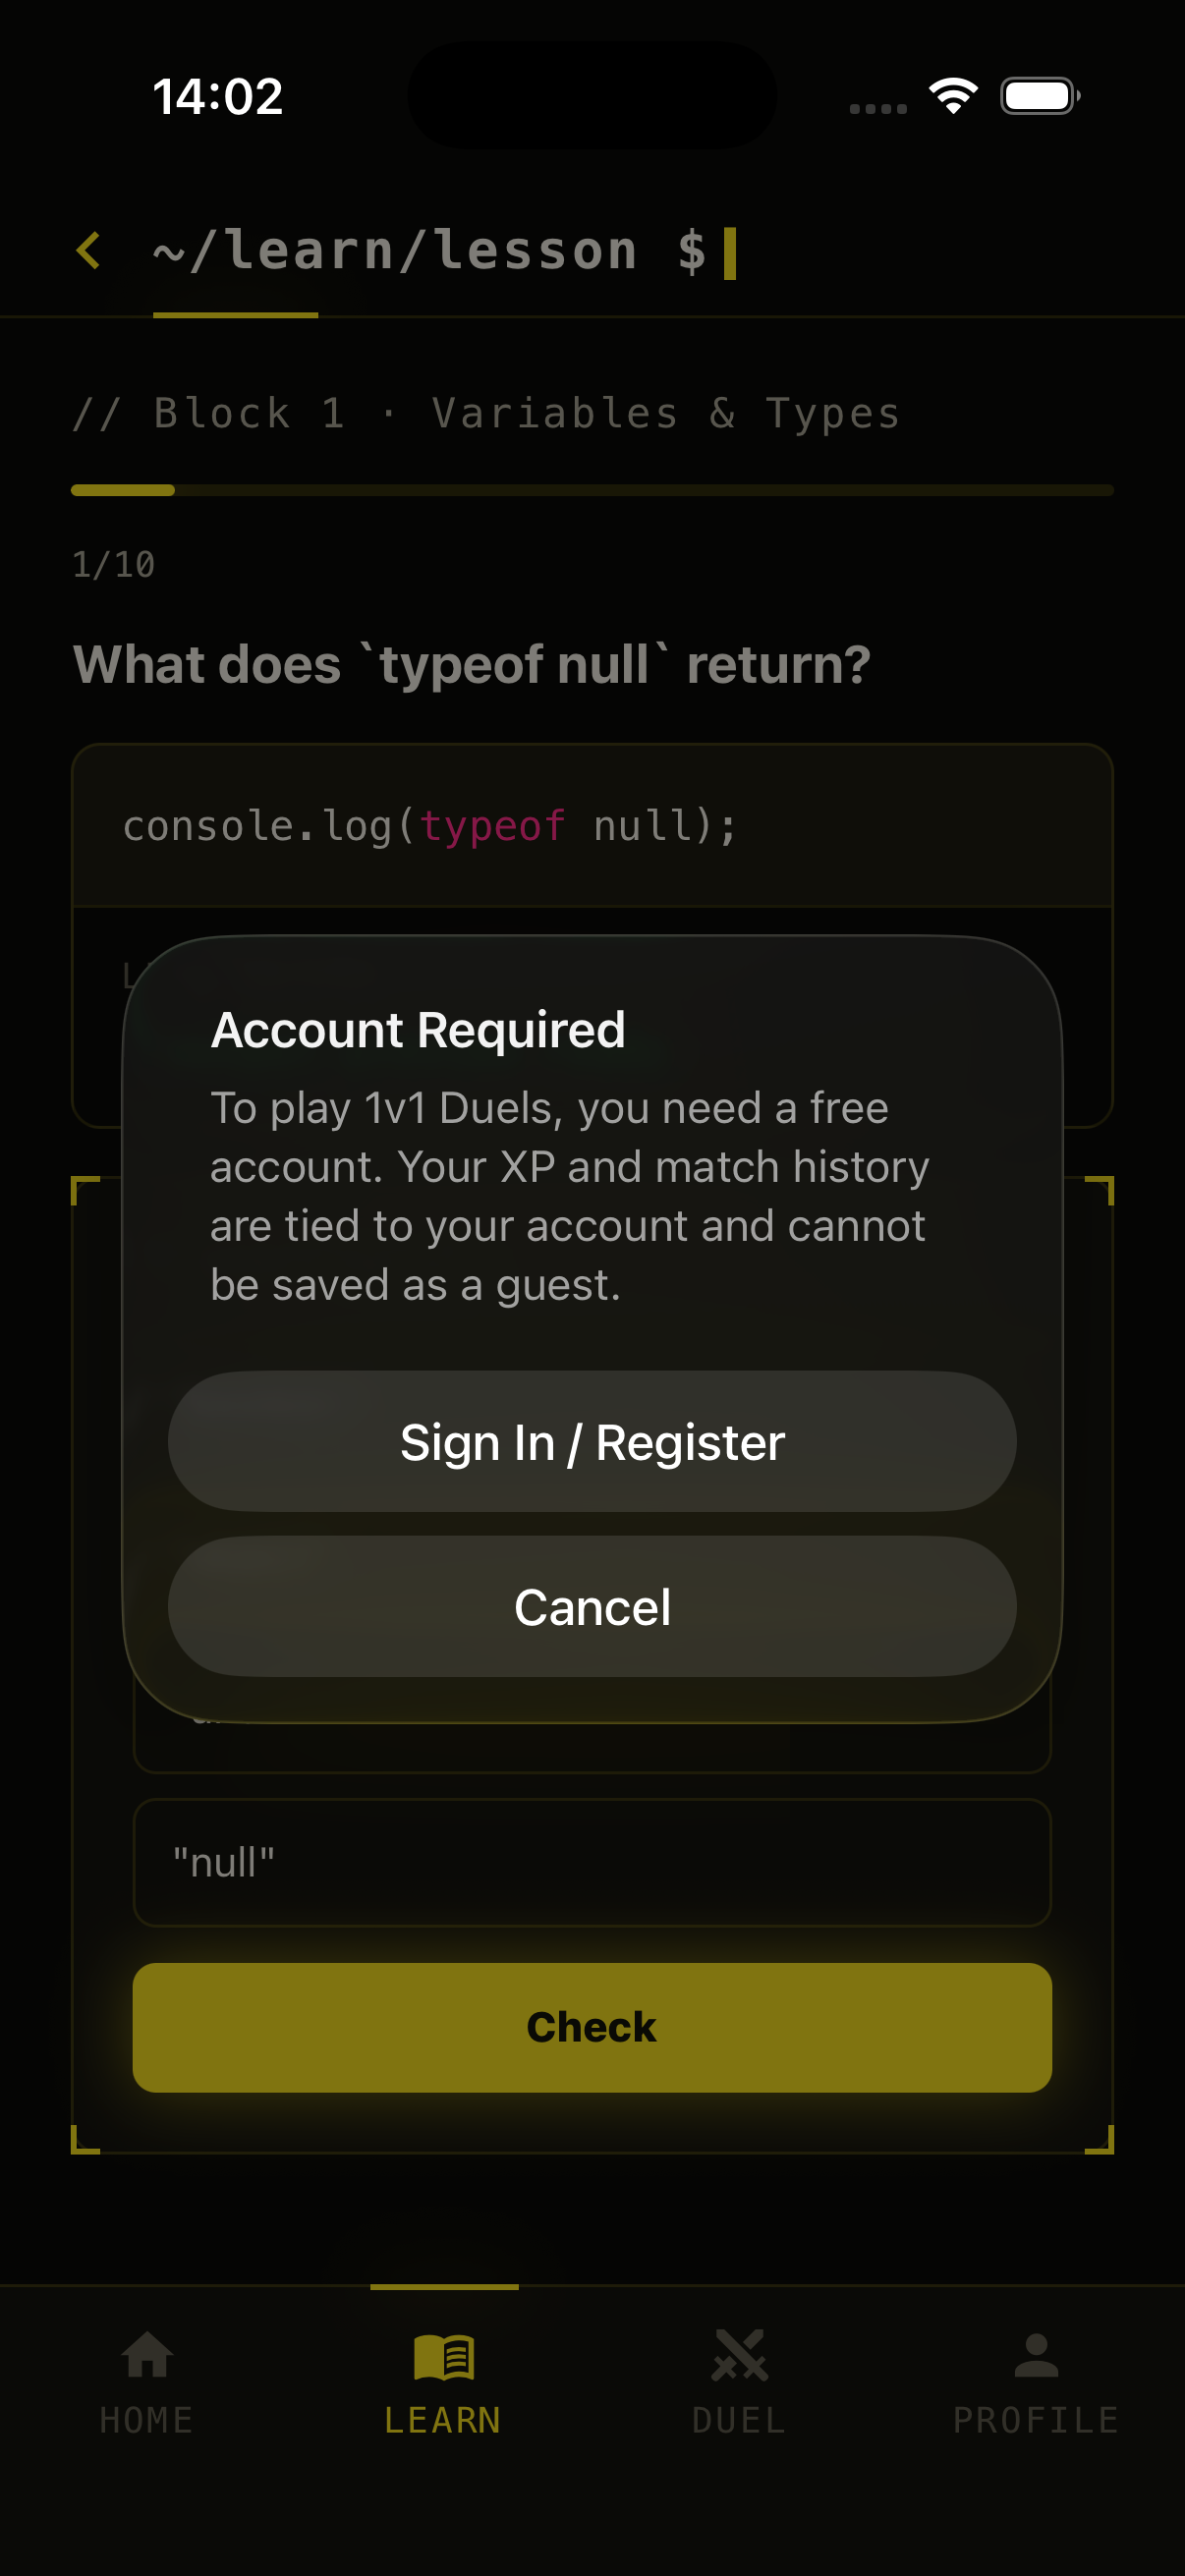 14:02
~/learn/lesson $
// Block 1 · Variables & Types
1/10
What does `typeof null` return?
console.log(typeof null);
Account Required
To play 1v1 Duels, you need a free
account. Your XP and match history
are tied to your account and cannot
be saved as a guest.
Sign In / Register
Cancel
"null"
Check
HOME
LEARN
DUEL
PROFILE